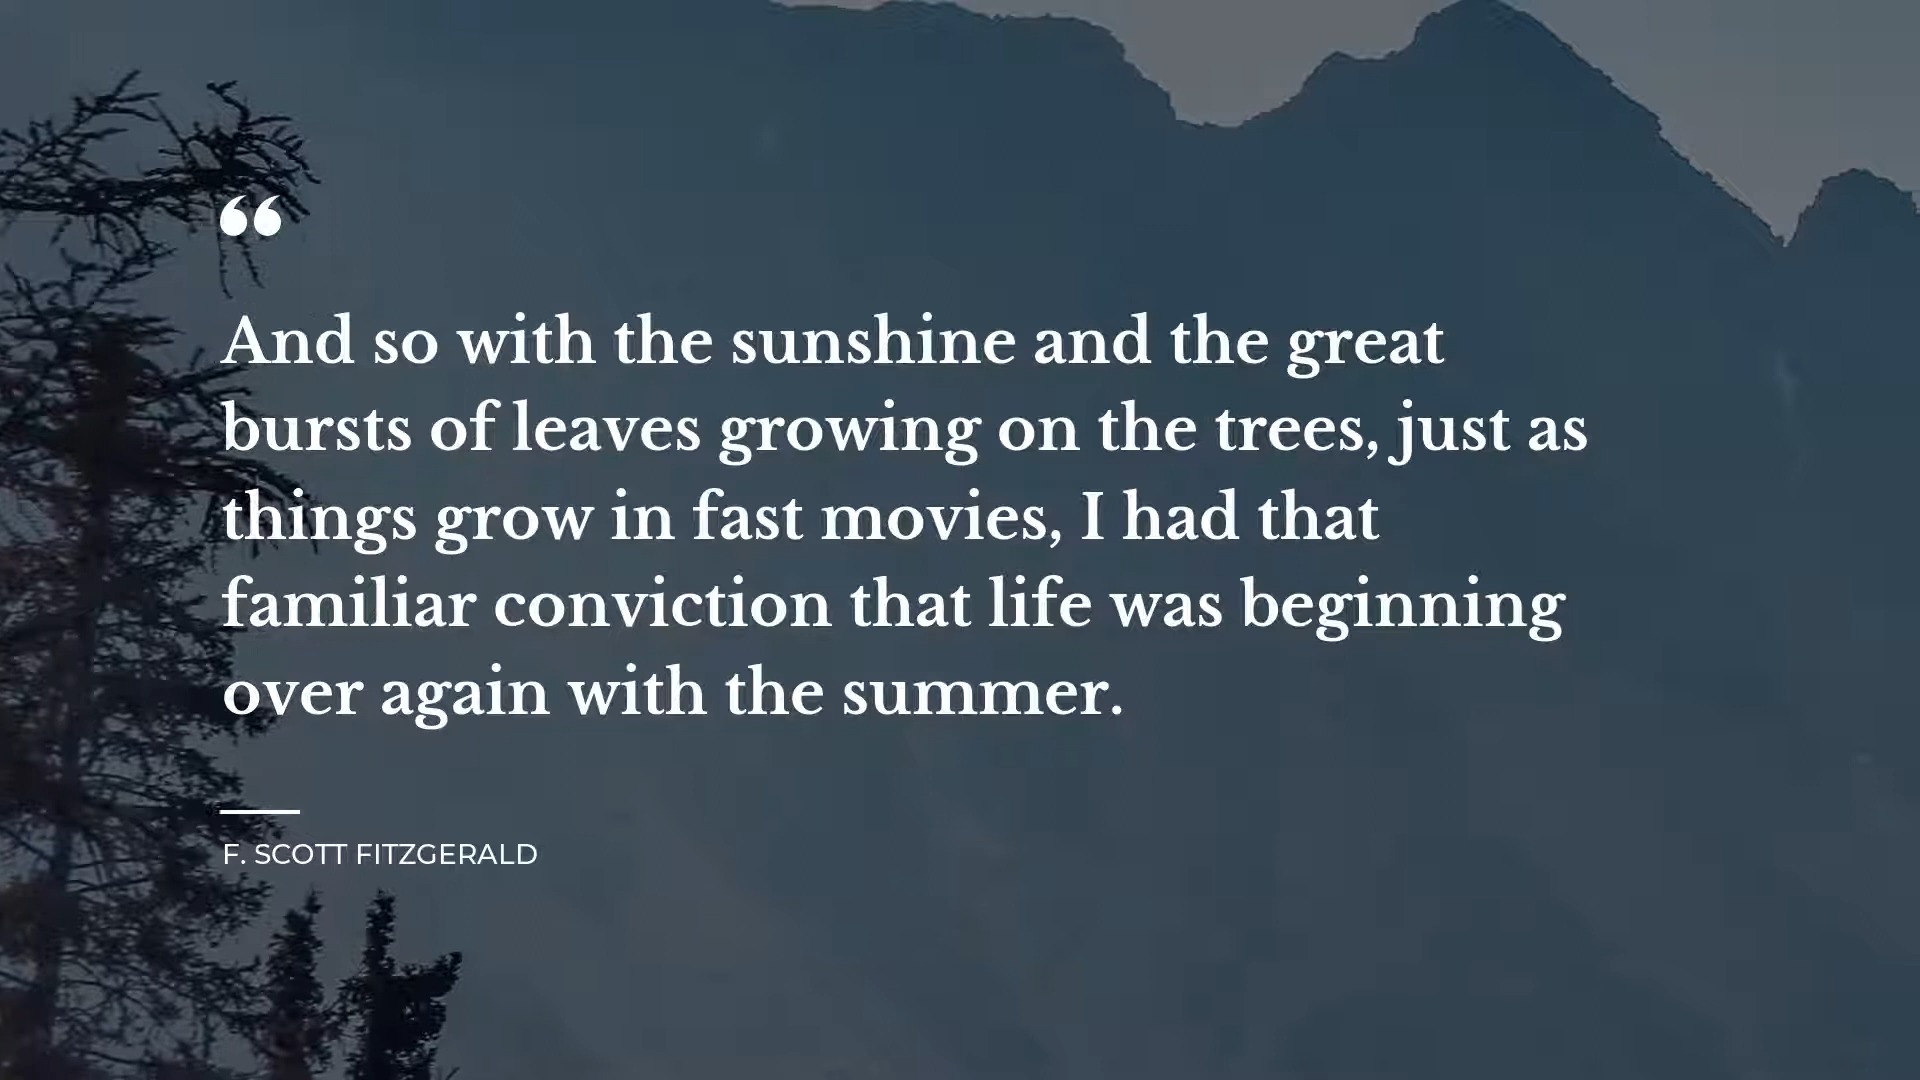 “
And so with the sunshine and the great
bursts of leaves growing on the trees, just as
things grow in fast movies, I had that
familiar conviction that life was beginning
over again with the summer.
F. SCOTT FITZGERALD